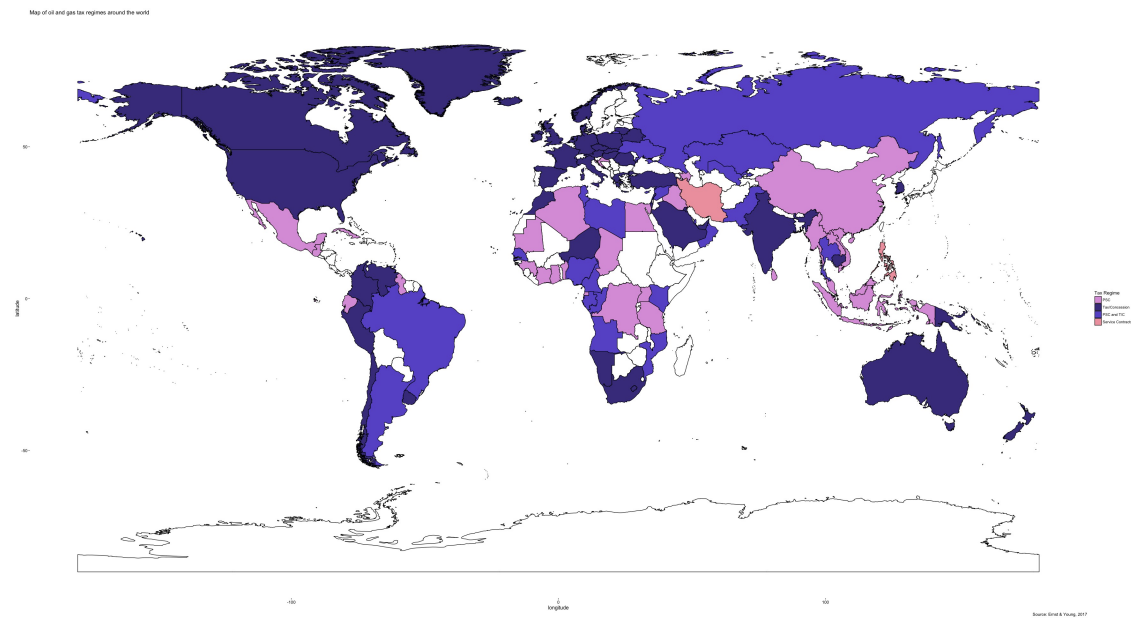 Map of oil and gas tax regimes around the world
50
0
-50
latitude
-100
0
100
longitude
Tax Regime
PSC
Tax/Concession
PSC and T/C
Service Contract
Source: Ernst & Young, 2017